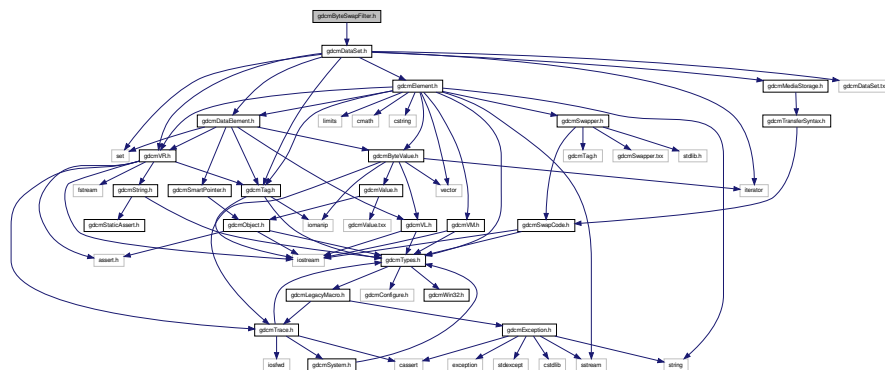 gdcmByteSwapFilter.h
gdcmDataSet.h
gdcmElement.h
gdcmMediaStorage.h
gdcmDataSet.tx
gdcmDataElement.h
limits
cmath
cstring
gdcmSwapper.h
gdcmTransferSyntax.h
set
gdcmVR.h
gdcmByteValue.h
gdcmTag.h
gdcmSwapper.txx
stdlib.h
fstream
gdcmString.h
gdcmSmartPointer.h
gdcmTag.h
gdcmValue.h
vector
iterator
gdcmStaticAssert.h
gdcmObject.h
iomanip
gdcmValue.txx
gdcmVL.h
gdcmVM.h
gdcmSwapCode.h
assert.h
iostream
gdcmTypes.h
gdcmLegacyMacro.h
gdcmConfigure.h
gdcmWin32.h
gdcmTrace.h
gdcmException.h
iosfwd
gdcmSystem.h
cassert
exception
stdexcept
cstdlib
sstream
string